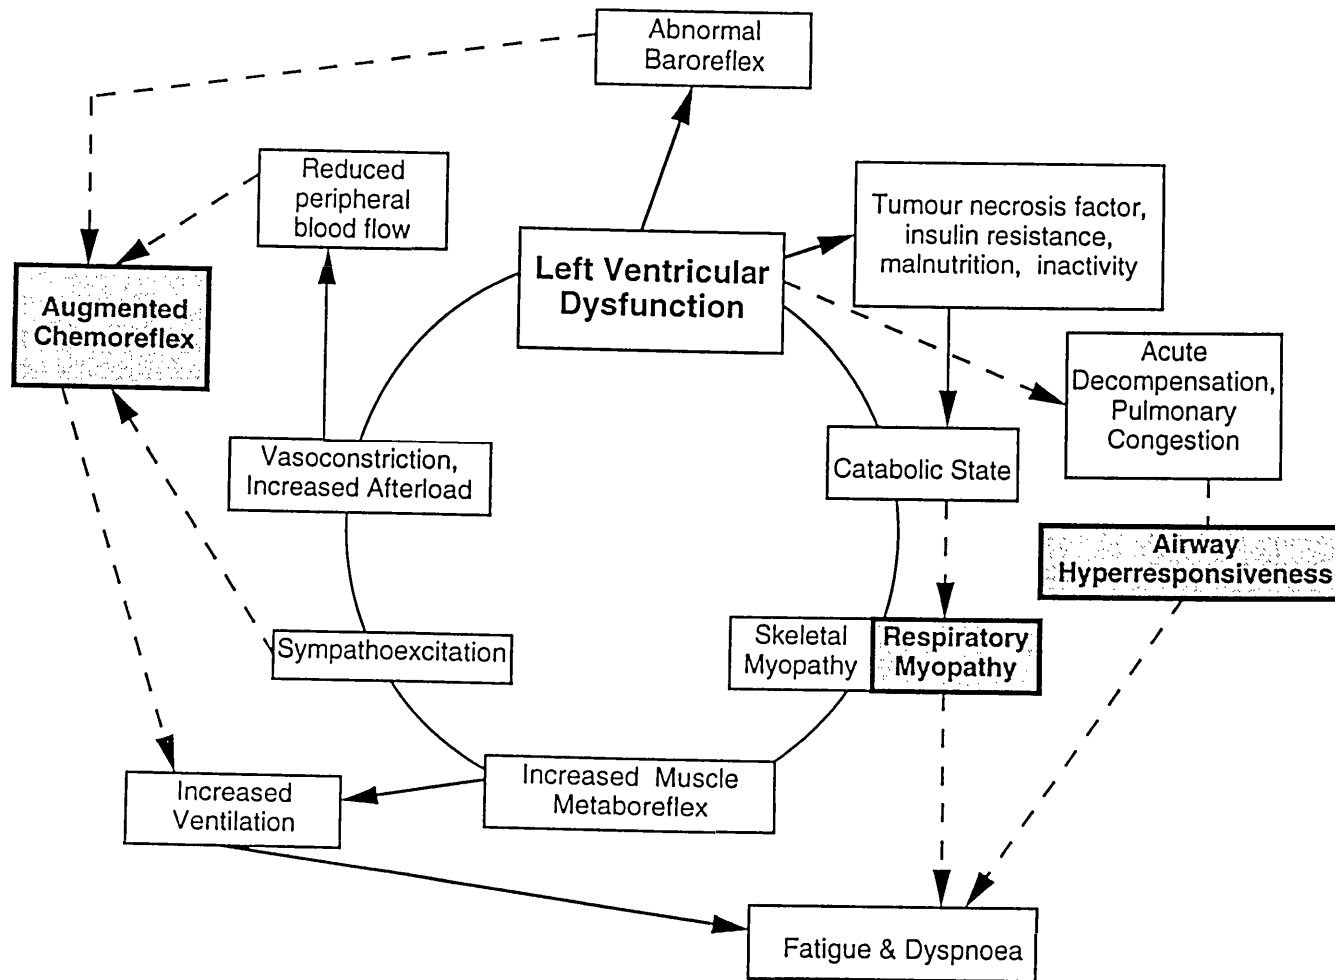 Abnormal
Baroreflex
Reduced
peripheral
blood flow
Tumour necrosis factor,
insulin resistance,
malnutrition, inactivity
Left Ventricular
Dysfunction
Augmented
Chemoreflex
Acute
Decompensation,
Pulmonary
Congestion
Vasoconstriction,
Increased Afterload
Catabolic State
Airway
Hyperresponsiveness
Sympathoexcitation
Skeletal
Myopathy
Respiratory
Myopathy
Increased Muscle
Metaboreflex
Increased
Ventilation
Fatigue & Dyspnoea